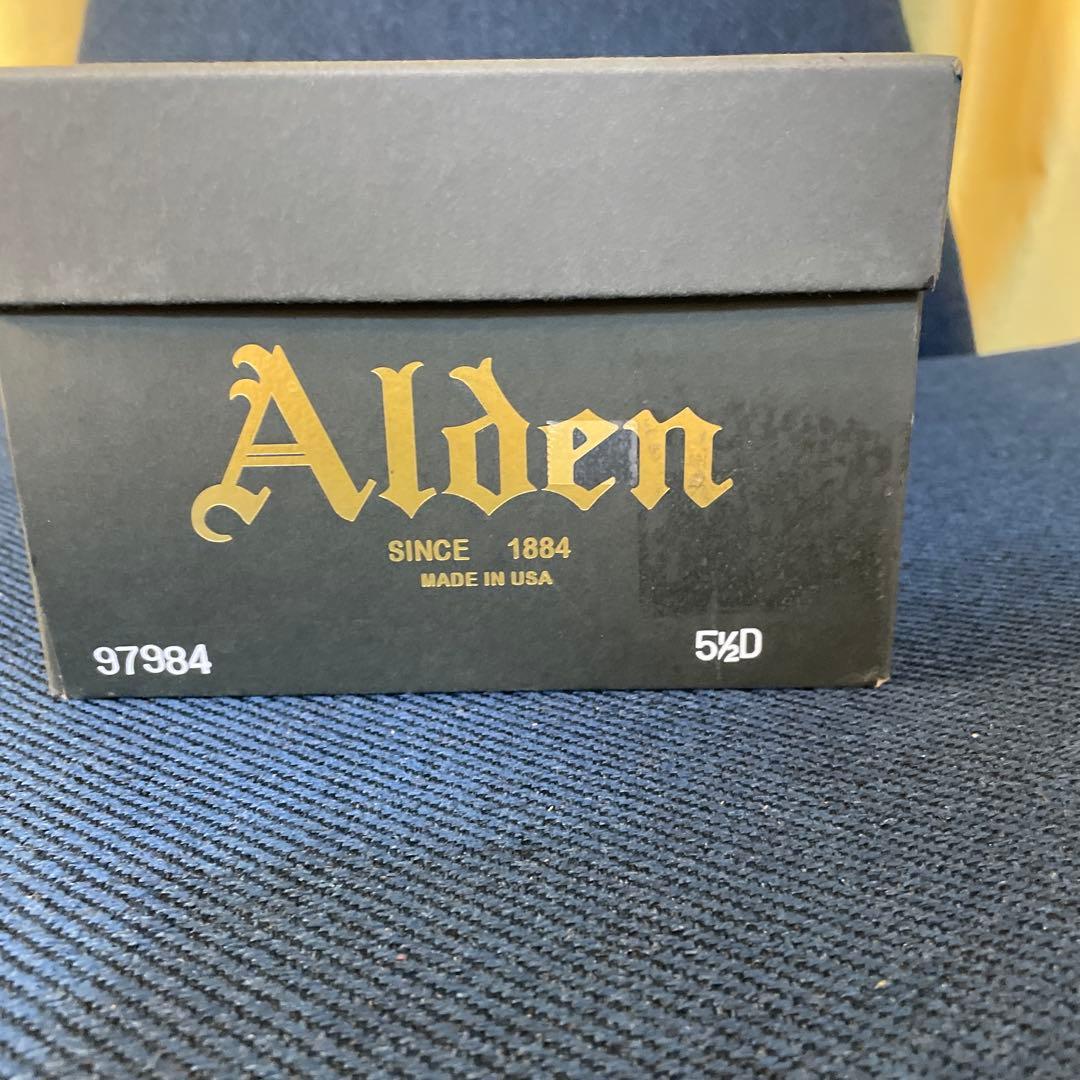 Alden
SINCE 1884
MADE IN USA
97984
5½D